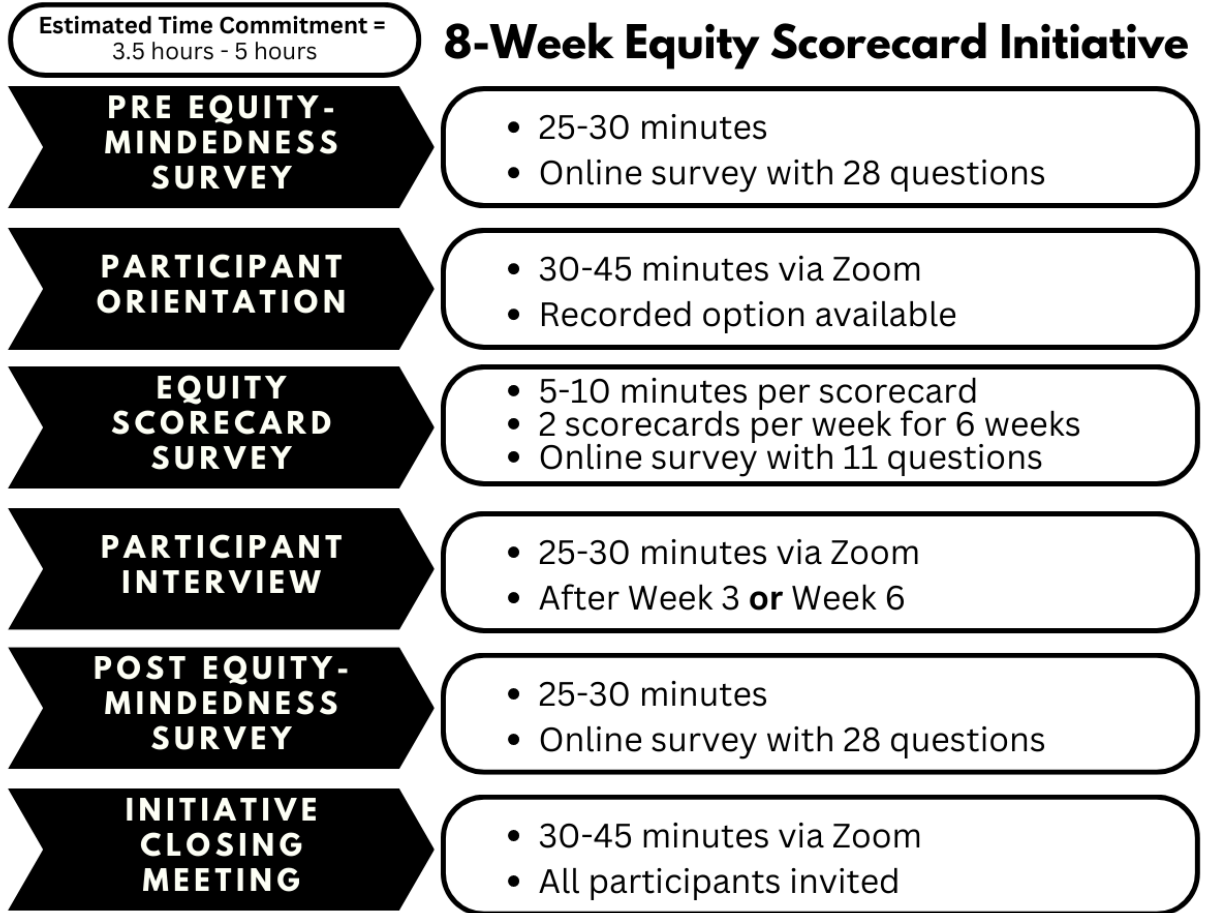 Estimated Time Commitment =
3.5 hours - 5 hours
8-Week Equity Scorecard Initiative
PRE EQUITY-
MINDEDNESS
SURVEY
• 25-30 minutes
• Online survey with 28 questions
PARTICIPANT
ORIENTATION
• 30-45 minutes via Zoom
• Recorded option available
EQUITY
SCORECARD
SURVEY
• 5-10 minutes per scorecard
• 2 scorecards per week for 6 weeks
• Online survey with 11 questions
PARTICIPANT
INTERVIEW
• 25-30 minutes via Zoom
• After Week 3 or Week 6
POST EQUITY-
MINDEDNESS
SURVEY
• 25-30 minutes
• Online survey with 28 questions
INITIATIVE
CLOSING
MEETING
• 30-45 minutes via Zoom
• All participants invited